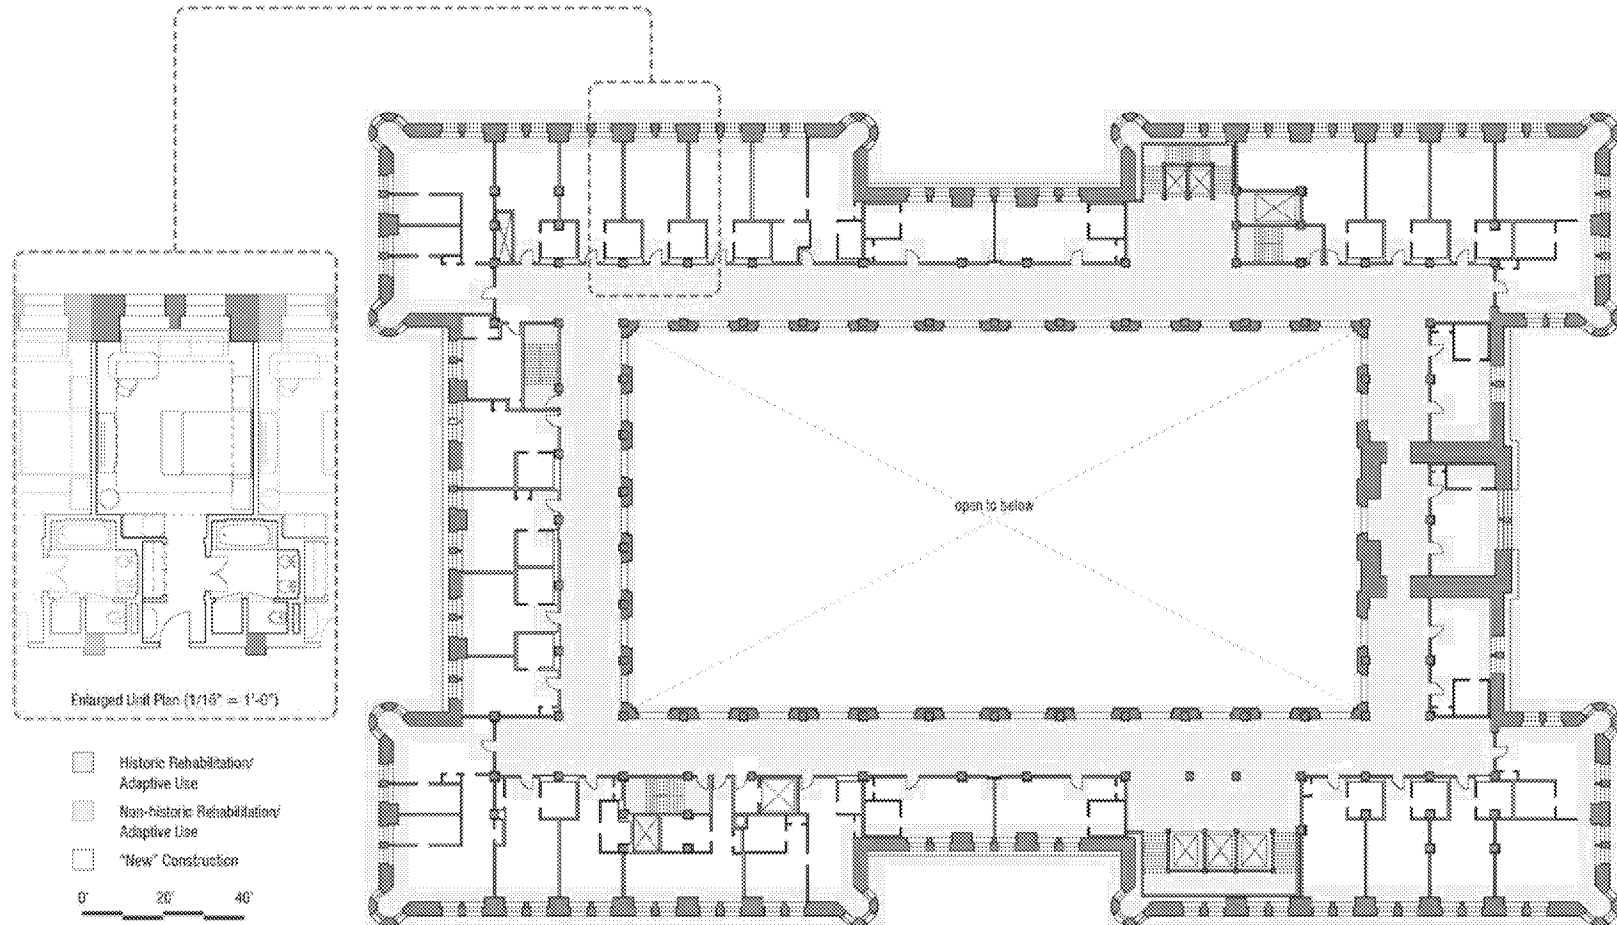 open to below
Enlarged Unit Plan (1/16" = 1'-0")
Historic Rehabilitation/
Adaptive Use
Non-historic Rehabilitation/
Adaptive Use
"New" Construction
0' 20' 40'